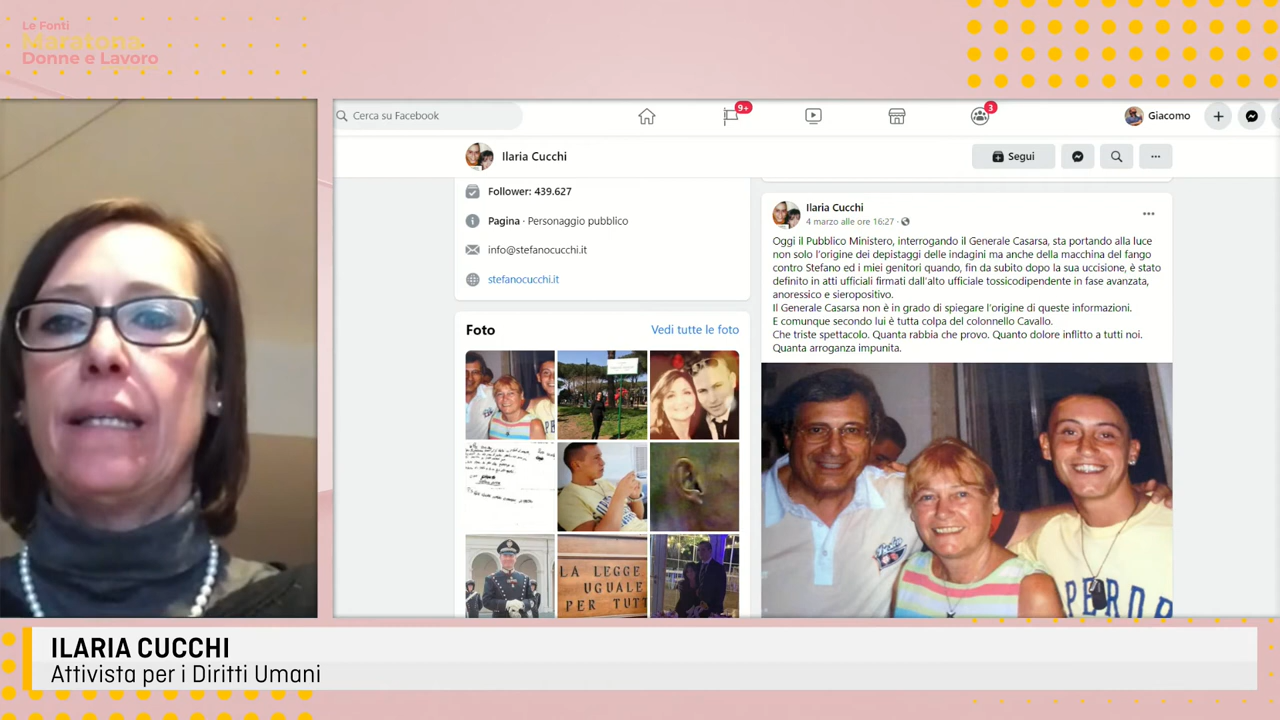 Le Fonti
Maratona
Donne e Lavoro
Cerca su Facebook
9+
3
Giacomo
Ilaria Cucchi
Segui
Follower: 439.627
Pagina · Personaggio pubblico
info@stefanocucchi.it
stefanocucchi.it
Foto
Vedi tutte le foto
LA LEGGE
UGUALE
PER TUTT
Ilaria Cucchi
4 marzo alle ore 16:27 ·
Oggi il Pubblico Ministero, interrogando il Generale Casarsa, sta portando alla luce
non solo l'origine dei depistaggi delle indagini ma anche della macchina del fango
contro Stefano ed i miei genitori quando, fin da subito dopo la sua uccisione, è stato
definito in atti ufficiali firmati dall'alto ufficiale tossicodipendente in fase avanzata,
anoressico e sieropositivo.
Il Generale Casarsa non è in grado di spiegare l'origine di queste informazioni.
E comunque secondo lui è tutta colpa del colonnello Cavallo.
Che triste spettacolo. Quanta rabbia che provo. Quanto dolore inflitto a tutti noi.
Quanta arroganza impunita.
ILARIA CUCCHI
Attivista per i Diritti Umani